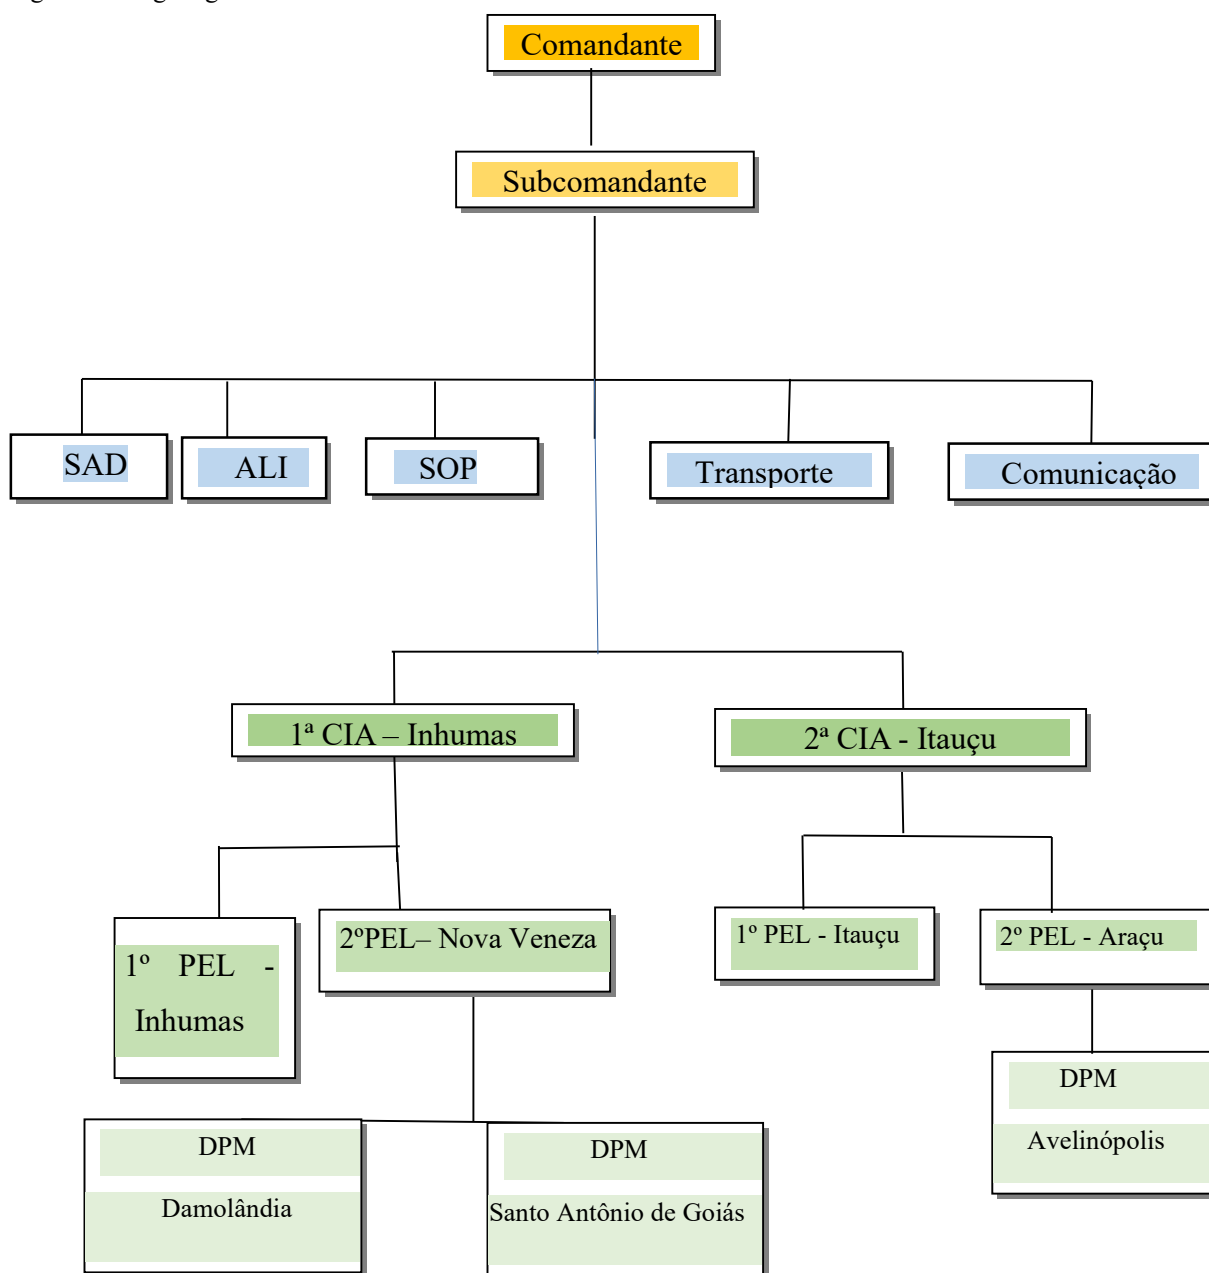 Comandante
Subcomandante
SAD
ALI
SOP
Transporte
Comunicação
1ª CIA – Inhumas
2ª CIA - Itauçu
1º PEL -
Inhumas
2ºPEL– Nova Veneza
1º PEL - Itauçu
2º PEL - Araçu
DPM
Damolândia
DPM
Santo Antônio de Goiás
DPM
Avelinópolis